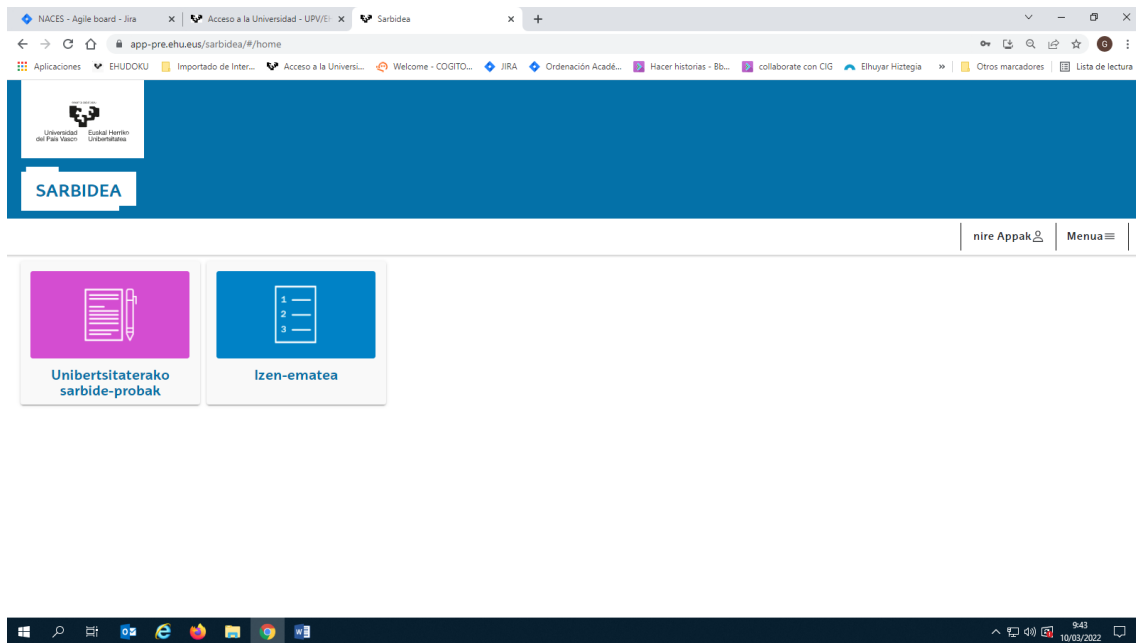 NACES - Agile board - Jira
Acceso a la Universidad - UPV/EH
Sarbidea
app-pre.ehu.eus/sarbidea/#/home
G
Aplicaciones
EHUDOKU
Importado de Inter...
Acceso a la Universi...
Welcome - COGITO...
JIRA
Ordenación Acadé...
Hacer historias - Bb...
collaborate con CIG
Elhuyar Hiztegia
»
Otros marcadores
Lista de lectura
Universidad del País Vasco
Euskal Herriko Unibertsitatea
SARBIDEA
nire Appak
Menua
1
2
3
Unibertsitaterako
sarbide-probak
Izen-ematea
9:43
10/03/2022